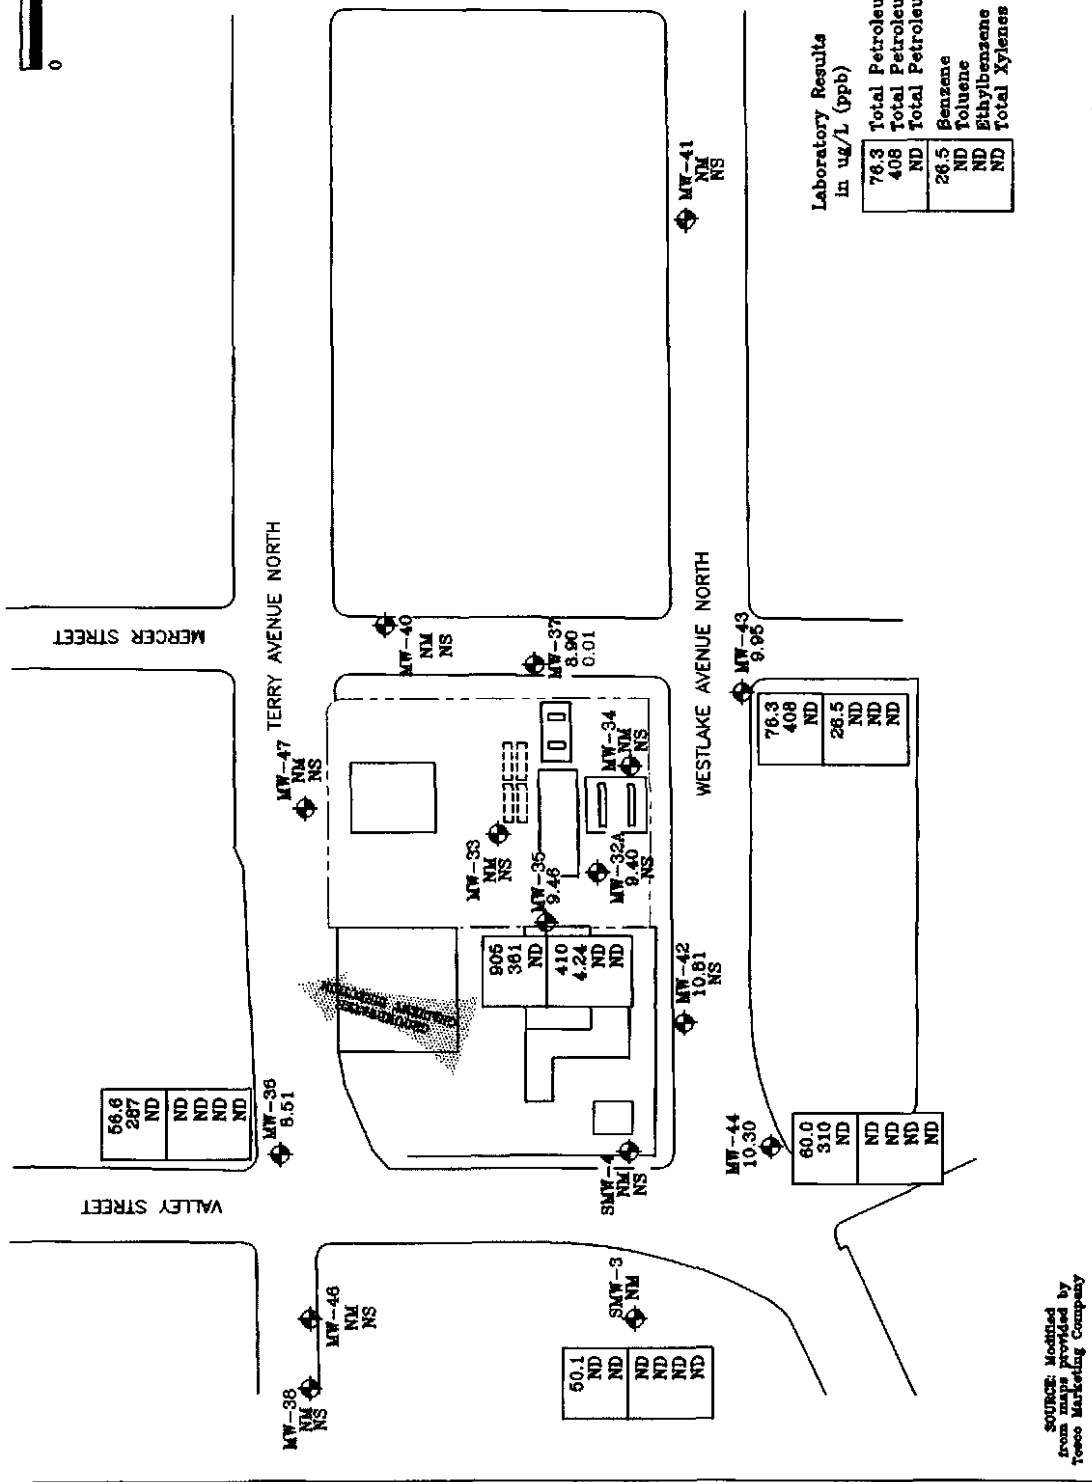 0
MERCER STREET
TERRY AVENUE NORTH
VALLEY STREET
WESTLAKE AVENUE NORTH
GROUNDWATER
GRADIENT DIRECTION
MW-38
NM
NS
MW-46
NM
NS
56.6
287
ND
ND
ND
ND
ND
MW-36
8.51
MW-47
NM
NS
MW-40
NM
NS
MW-37
8.90
0.01
MW-33
NM
NS
MW-35
9.46
905
361
ND
410
4.24
ND
ND
MW-32A
9.40
NS
MW-34
NM
NS
MW-41
NM
NS
50.1
ND
ND
ND
ND
ND
ND
SMW-3
NM
SMW-4
NM
NS
MW-42
10.81
NS
MW-44
10.30
60.0
310
ND
ND
ND
ND
ND
MW-43
9.95
76.3
408
ND
26.5
ND
ND
ND
Laboratory Results
in ug/L (ppb)
76.3 Total Petroleu
408 Total Petroleu
ND Total Petroleu
26.5 Benzene
ND Toluene
ND Ethylbenzene
ND Total Xylenes
SOURCE: Modified
from maps provided by
Tosco Marketing Company